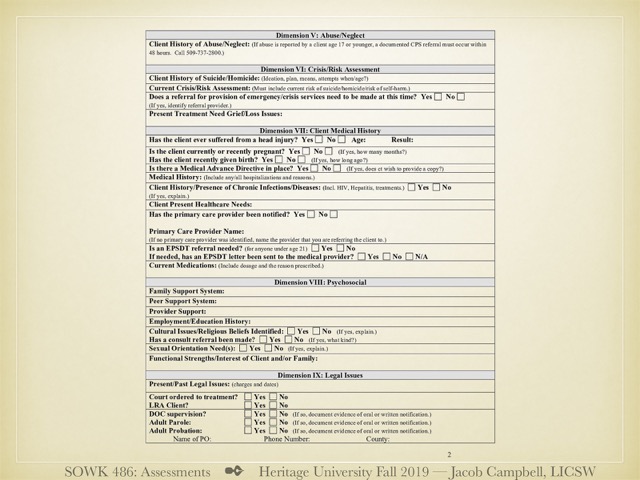 Dimension V: Abuse/Neglect
Client History of Abuse/Neglect: (If abuse is reported by a client age 17 or younger, a documented CPS referral must occur within
48 hours. Call 509-737-2800.)
Dimension VI: Crisis/Risk Assessment
Client History of Suicide/Homicide: (Ideation, plan, means, attempts when/age?)
Current Crisis/Risk Assessment: (Must include current risk of suicide/homicide/risk of self-harm.)
Does a referral for provision of emergency/crisis services need to be made at this time? Yes ☐ No ☐
(If yes, identify referral provider.)
Present Treatment Need Grief/Loss Issues:
Dimension VII: Client Medical History
Has the client ever suffered from a head injury? Yes ☐ No ☐ Age: Result:
Is the client currently or recently pregnant? Yes ☐ No ☐ (If yes, how many months?)
Has the client recently given birth? Yes ☐ No ☐ (If yes, how long ago?)
Is there a Medical Advance Directive in place? Yes ☐ No ☐ (If yes, does ct wish to provide a copy?)
Medical History: (Include any/all hospitalizations and reasons.)
Client History/Presence of Chronic Infections/Diseases: (Incl. HIV, Hepatitis, treatments.) ☐ Yes ☐ No
(If yes, explain.)
Client Present Healthcare Needs:
Has the primary care provider been notified? Yes ☐ No ☐
Primary Care Provider Name:
(If no primary care provider was identified, name the provider that you are referring the client to.)
Is an EPSDT referral needed? (for anyone under age 21) ☐ Yes ☐ No
If needed, has an EPSDT letter been sent to the medical provider? ☐ Yes ☐ No ☐ N/A
Current Medications: (Include dosage and the reason prescribed.)
Dimension VIII: Psychosocial
Family Support System:
Peer Support System:
Provider Support:
Employment/Education History:
Cultural Issues/Religious Beliefs Identified: ☐ Yes ☐ No (If yes, explain.)
Has a consult referral been made? ☐ Yes ☐ No (If yes, what kind?)
Sexual Orientation Need(s): ☐ Yes ☐ No (If yes, explain.)
Functional Strengths/Interest of Client and/or Family:
Dimension IX: Legal Issues
Present/Past Legal Issues: (charges and dates)
Court ordered to treatment? ☐ Yes ☐ No
LRA Client? ☐ Yes ☐ No
DOC supervision? ☐ Yes ☐ No (If so, document evidence of oral or written notification.)
Adult Parole: ☐ Yes ☐ No (If so, document evidence of oral or written notification.)
Adult Probation: ☐ Yes ☐ No (If so, document evidence of oral or written notification.)
Name of PO: Phone Number: County:
2
SOWK 486: Assessments Heritage University Fall 2019 — Jacob Campbell, LICSW